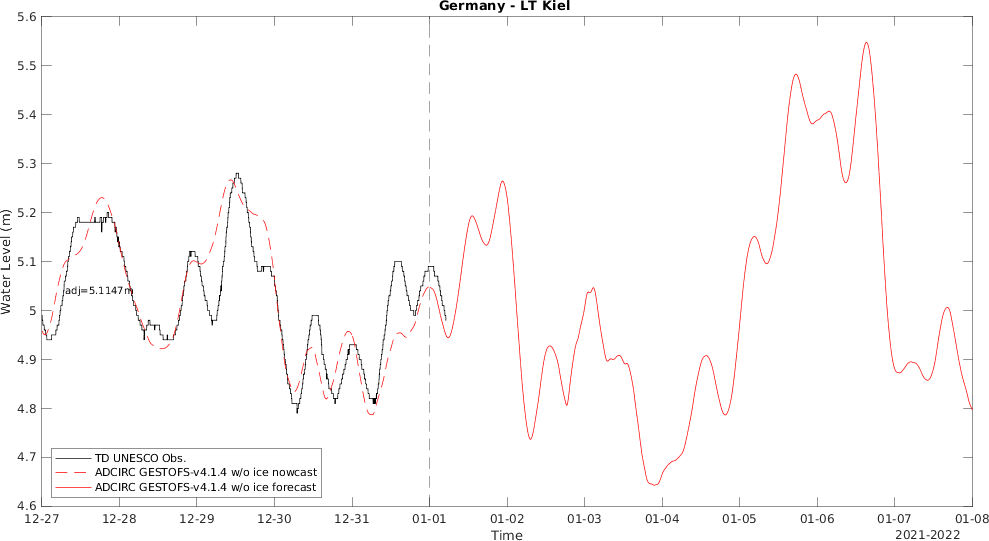 Germany - LT Kiel
5.6
5.5
5.4
5.3
5.2
5.1
5
4.9
4.8
4.7
4.6
Water Level (m)
adj=5.1147m
TD UNESCO Obs.
ADCIRC GESTOFS-v4.1.4 w/o ice nowcast
ADCIRC GESTOFS-v4.1.4 w/o ice forecast
12-27 12-28 12-29 12-30 12-31 01-01 01-02 01-03 01-04 01-05 01-06 01-07 01-08
Time
2021-2022